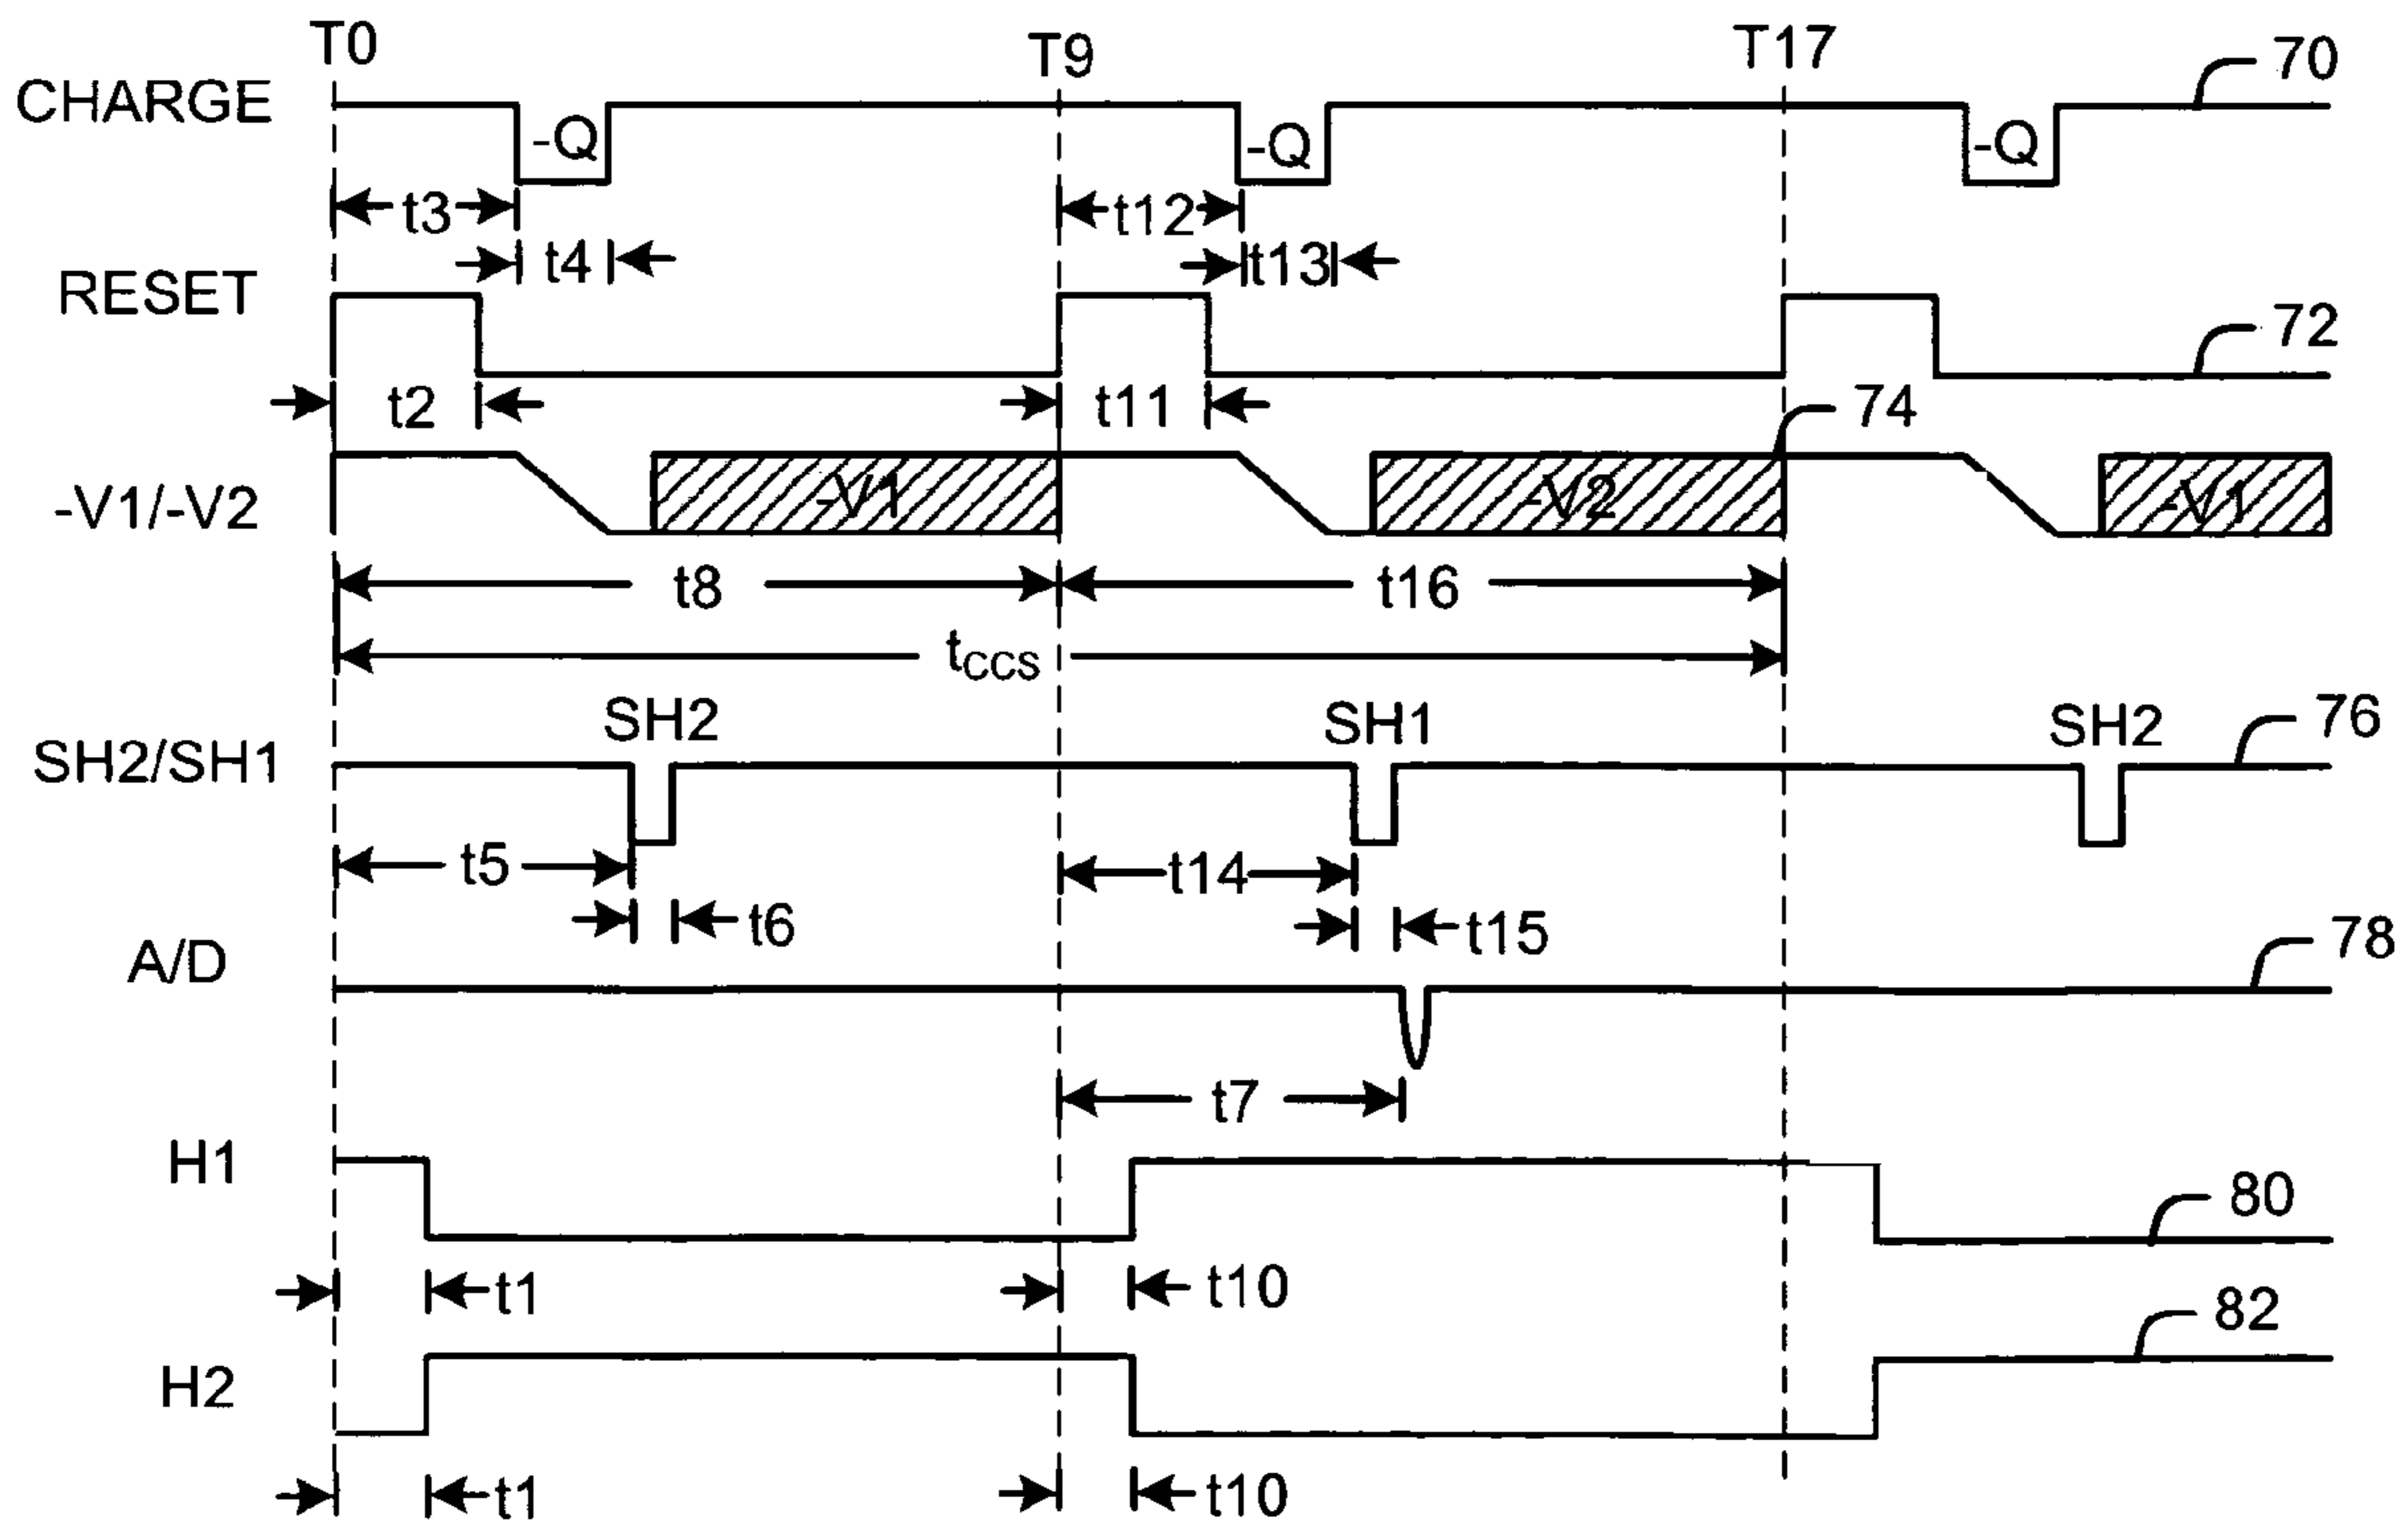 T0 T9 T17
CHARGE -Q -Q -Q 70
t3 t12
t4 t13
RESET 72
t2 t11 74
-V1/-V2 -V1 -V2 -V1
t8 t16
tCCS
SH2 SH1 SH2 76
SH2/SH1
t5 t14
t6 t15
A/D 78
t7
H1 80
t1 t10
H2 82
t1 t10